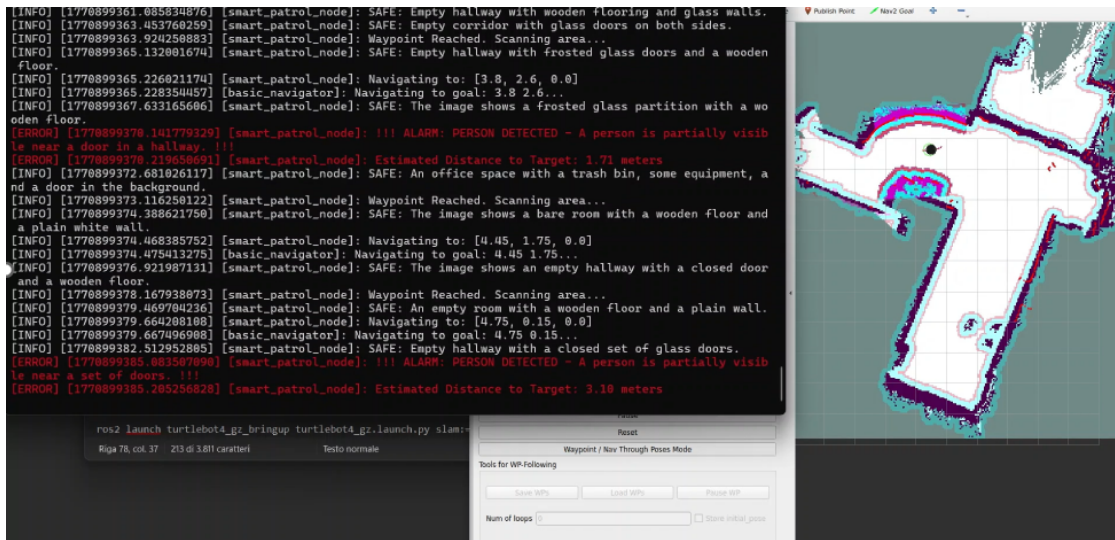 [INFO] [1770899361.085834876] [smart_patrol_node]: SAFE: Empty hallway with wooden flooring and glass walls.
[INFO] [1770899363.453760259] [smart_patrol_node]: SAFE: Empty corridor with glass doors on both sides.
[INFO] [1770899363.924250883] [smart_patrol_node]: Waypoint Reached. Scanning area...
[INFO] [1770899365.132001674] [smart_patrol_node]: SAFE: Empty hallway with frosted glass doors and a wooden
floor.
[INFO] [1770899365.226021174] [smart_patrol_node]: Navigating to: [3.8, 2.6, 0.0]
[INFO] [1770899365.228354457] [basic_navigator]: Navigating to goal: 3.8 2.6...
[INFO] [1770899367.633165606] [smart_patrol_node]: SAFE: The image shows a frosted glass partition with a wo
oden floor.
[ERROR] [1770899370.141779329] [smart_patrol_node]: !!! ALARM: PERSON DETECTED - A person is partially visib
le near a door in a hallway. !!!
[ERROR] [1770899370.219650691] [smart_patrol_node]: Estimated Distance to Target: 1.71 meters
[INFO] [1770899372.681026117] [smart_patrol_node]: SAFE: An office space with a trash bin, some equipment, a
nd a door in the background.
[INFO] [1770899373.116250122] [smart_patrol_node]: Waypoint Reached. Scanning area...
[INFO] [1770899374.388621750] [smart_patrol_node]: SAFE: The image shows a bare room with a wooden floor and
a plain white wall.
[INFO] [1770899374.468385752] [smart_patrol_node]: Navigating to: [4.45, 1.75, 0.0]
[INFO] [1770899374.475413275] [basic_navigator]: Navigating to goal: 4.45 1.75...
[INFO] [1770899376.921987131] [smart_patrol_node]: SAFE: The image shows an empty hallway with a closed door
and a wooden floor.
[INFO] [1770899378.167938073] [smart_patrol_node]: Waypoint Reached. Scanning area...
[INFO] [1770899379.469704236] [smart_patrol_node]: SAFE: An empty room with a wooden floor and a plain wall.
[INFO] [1770899379.664208108] [smart_patrol_node]: Navigating to: [4.75, 0.15, 0.0]
[INFO] [1770899379.667496908] [basic_navigator]: Navigating to goal: 4.75 0.15...
[INFO] [1770899382.512952805] [smart_patrol_node]: SAFE: Empty hallway with a closed set of glass doors.
[ERROR] [1770899385.083507090] [smart_patrol_node]: !!! ALARM: PERSON DETECTED - A person is partially visib
le near a set of doors. !!!
[ERROR] [1770899385.205256828] [smart_patrol_node]: Estimated Distance to Target: 3.10 meters
Publish Point Nav2 Goal
ros2 launch turtlebot4_gz_bringup turtlebot4_gz.launch.py slam:=
Riga 78, col. 37 213 di 3.811 caratteri Testo normale
Reset
Waypoint / Nav Through Poses Mode
Tools for WP-Following
Save WPs Load WPs Pause WP
Num of loops 0 Store initial_pose